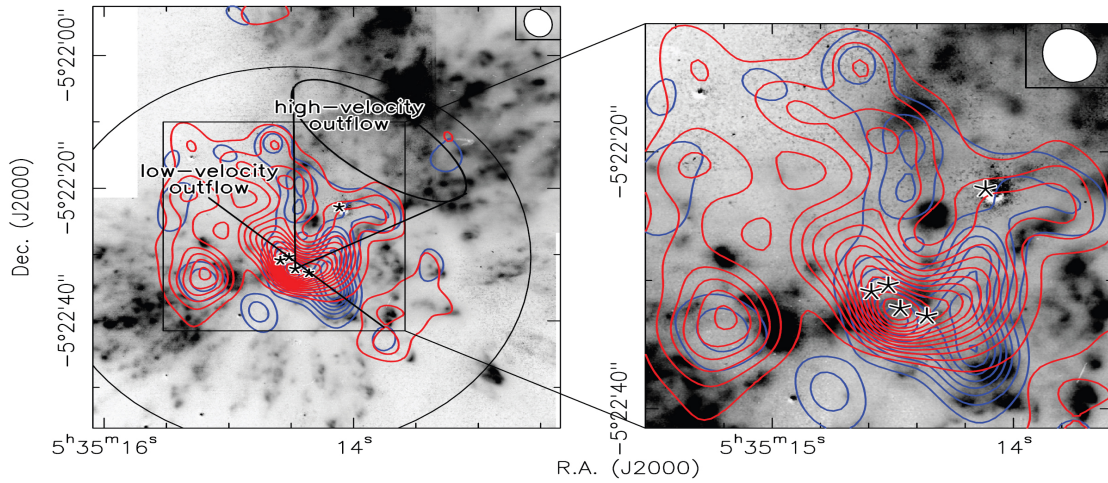 -5°22'00"
-5°22'20"
-5°22'40"
Dec. (J2000)
high-velocity
outflow
low-velocity
outflow
5ʰ35ᵐ16ˢ
14ˢ
-5°22'20"
-5°22'40"
5ʰ35ᵐ15ˢ
14ˢ
R.A. (J2000)